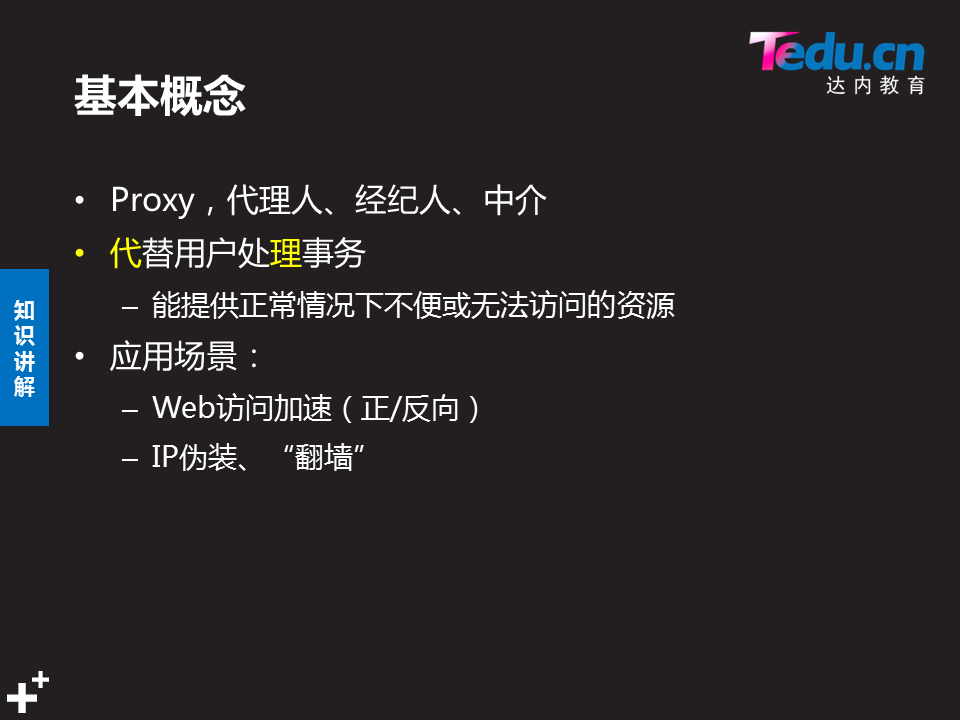 Tedu.cn
达内教育
基本概念
• Proxy，代理人、经纪人、中介
• 代替用户处理事务
– 能提供正常情况下不便或无法访问的资源
• 应用场景：
– Web访问加速（正/反向）
– IP伪装、“翻墙”
知识讲解